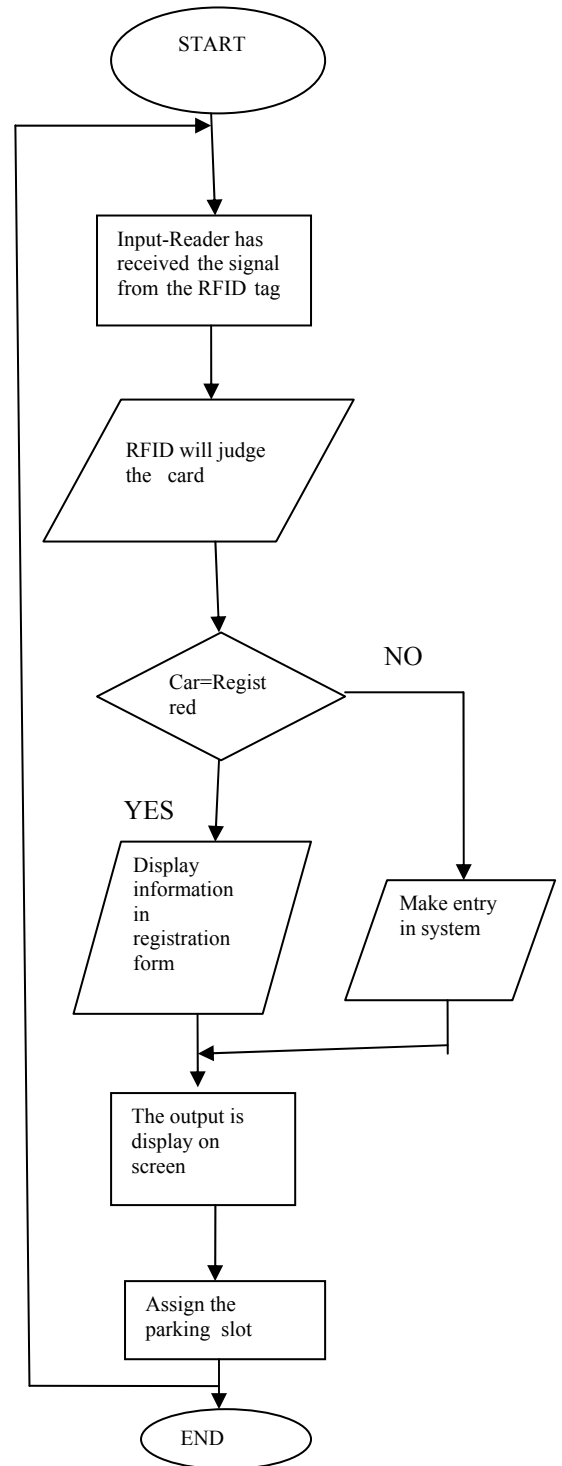 START
Input-Reader has
received the signal
from the RFID tag
RFID will judge
the card
Car=Regist
red
NO
YES
Display
information
in
registration
form
Make entry
in system
The output is
display on
screen
Assign the
parking slot
END